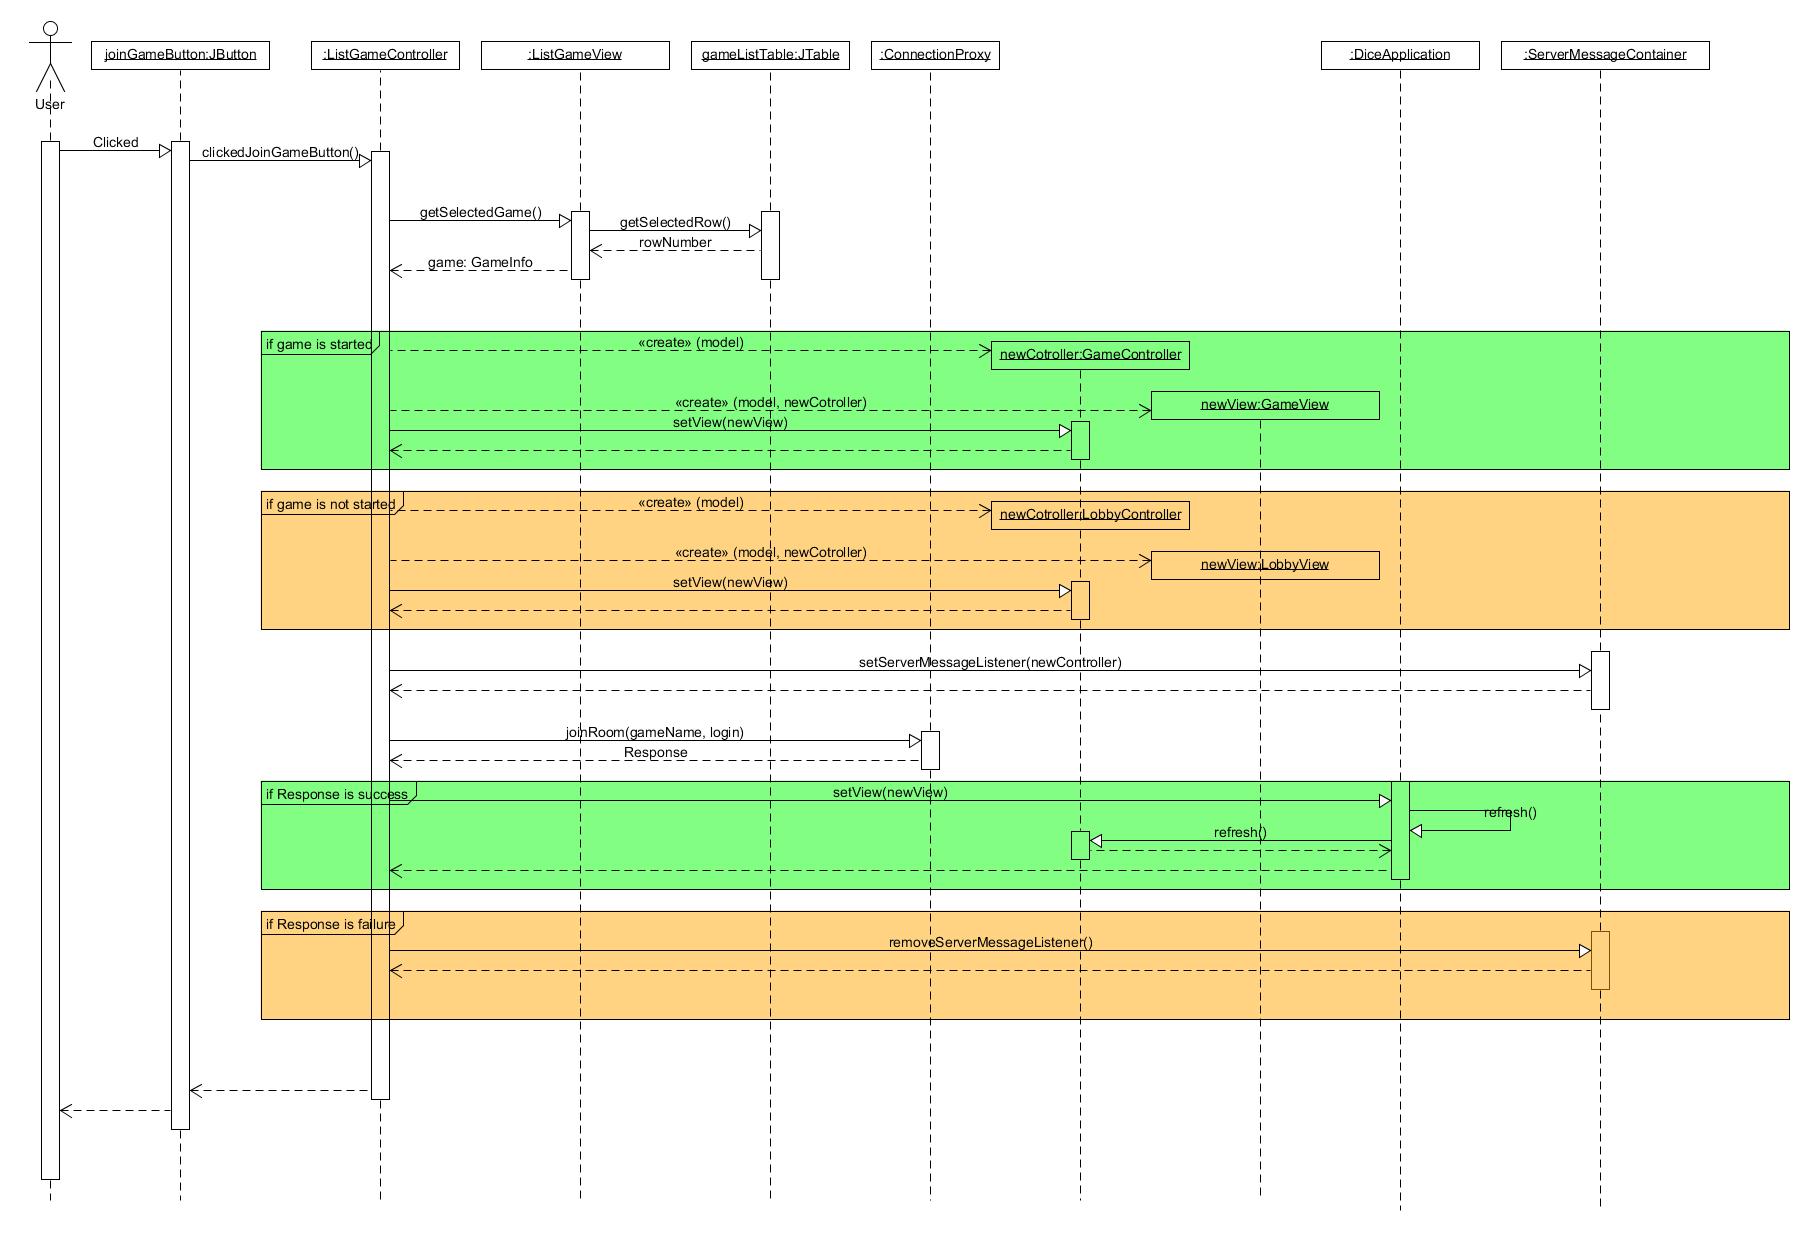 joinGameButton:JButton
:ListGameController
:ListGameView
gameListTable:JTable
:ConnectionProxy
:DiceApplication
:ServerMessageContainer
User
Clicked
clickedJoinGameButton()
getSelectedGame()
getSelectedRow()
rowNumber
game: GameInfo
if game is started
«create» (model)
newCotroller:GameController
«create» (model, newCotroller)
newView:GameView
setView(newView)
if game is not started
«create» (model)
newCotroller:LobbyController
«create» (model, newCotroller)
newView:LobbyView
setView(newView)
setServerMessageListener(newController)
joinRoom(gameName, login)
Response
if Response is success
setView(newView)
refresh()
refresh()
if Response is failure
removeServerMessageListener()